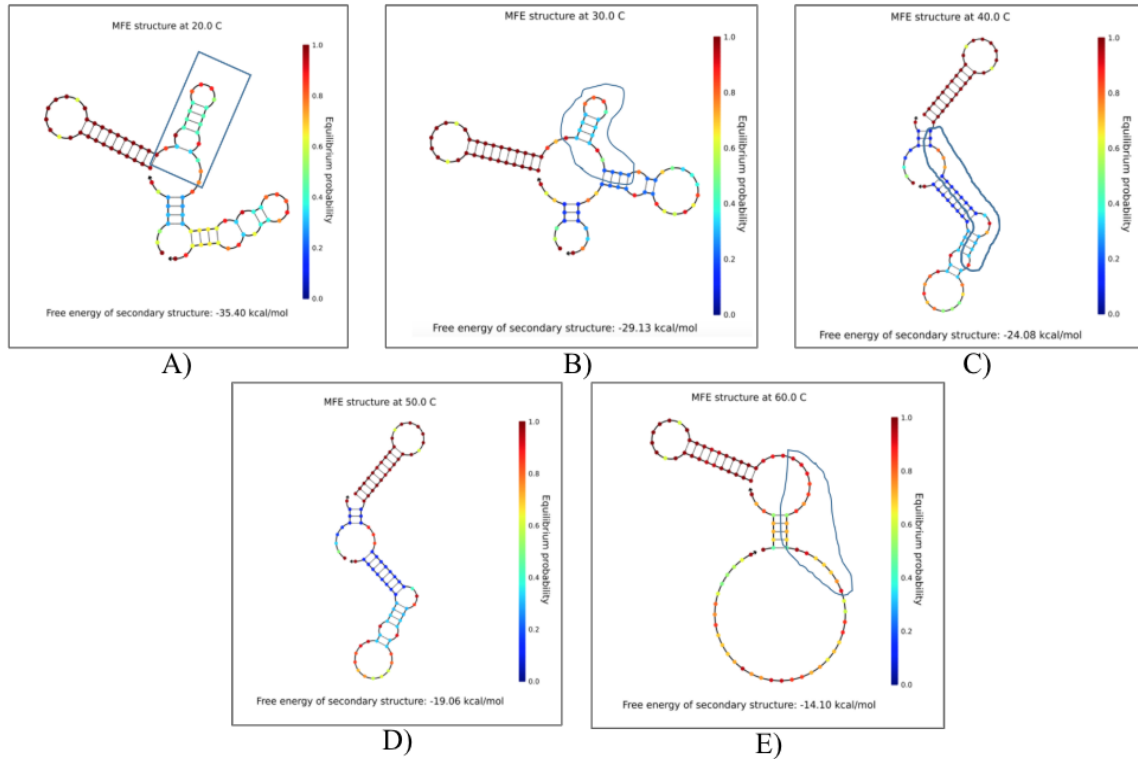 MFE structure at 20.0 C
1.0
0.8
0.6
0.4
0.2
0.0
Equilibrium probability
Free energy of secondary structure: -35.40 kcal/mol
A)
MFE structure at 30.0 C
1.0
0.8
0.6
0.4
0.2
0.0
Equilibrium probability
Free energy of secondary structure: -29.13 kcal/mol
B)
MFE structure at 40.0 C
1.0
0.8
0.6
0.4
0.2
0.0
Equilibrium probability
Free energy of secondary structure: -24.08 kcal/mol
C)
MFE structure at 50.0 C
1.0
0.8
0.6
0.4
0.2
0.0
Equilibrium probability
Free energy of secondary structure: -19.06 kcal/mol
D)
MFE structure at 60.0 C
1.0
0.8
0.6
0.4
0.2
0.0
Equilibrium probability
Free energy of secondary structure: -14.10 kcal/mol
E)